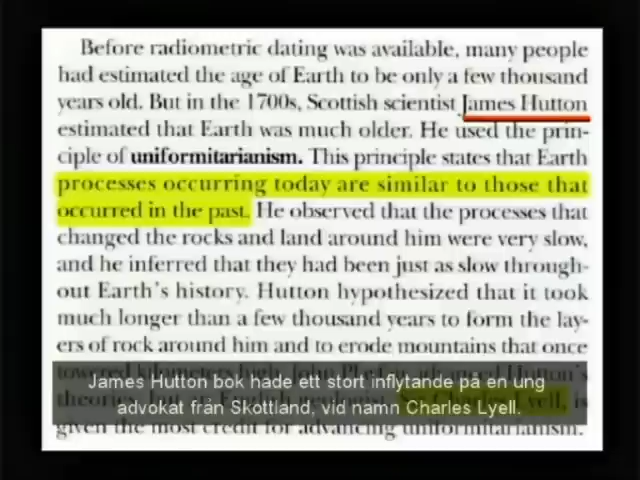 Before radiometric dating was available, many people
had estimated the age of Earth to be only a few thousand
years old. But in the 1700s, Scottish scientist James Hutton
estimated that Earth was much older. He used the prin-
ciple of uniformitarianism. This principle states that Earth
processes occurring today are similar to those that
occurred in the past. He observed that the processes that
changed the rocks and land around him were very slow,
and he inferred that they had been just as slow through-
out Earth's history. Hutton hypothesized that it took
much longer than a few thousand years to form the lay-
ers of rock around him and to erode mountains that once
towered kilometers high. John advanced Hutton's
James Hutton bok hade ett stort inflytande på en ung
advokat från Skottland, vid namn Charles Lyell.
given the most credit for advancing uniformitarianism.